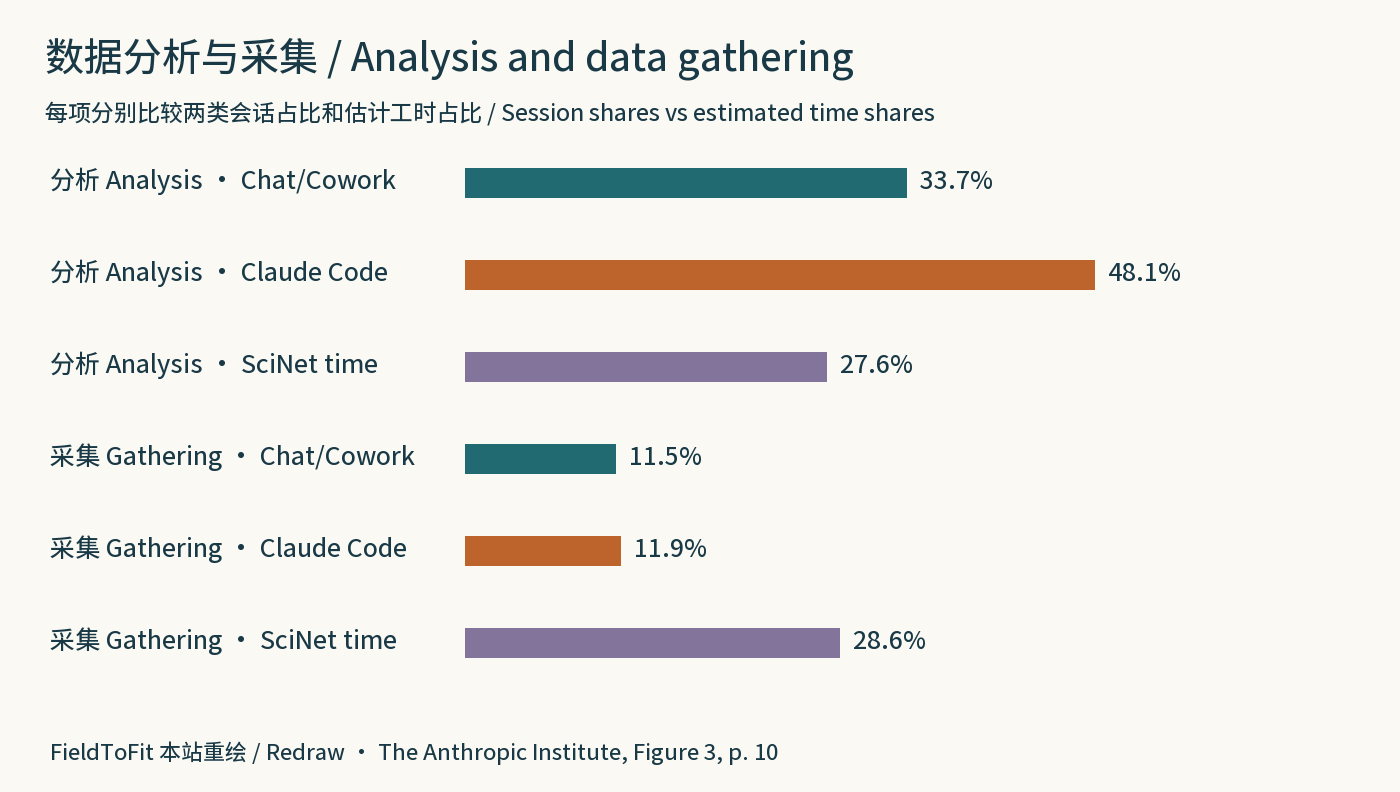 数据分析与采集 / Analysis and data gathering
每项分别比较两类会话占比和估计工时占比 / Session shares vs estimated time shares
分析 Analysis · Chat/Cowork 33.7%
分析 Analysis · Claude Code 48.1%
分析 Analysis · SciNet time 27.6%
采集 Gathering · Chat/Cowork 11.5%
采集 Gathering · Claude Code 11.9%
采集 Gathering · SciNet time 28.6%
FieldToFit 本站重绘 / Redraw · The Anthropic Institute, Figure 3, p. 10